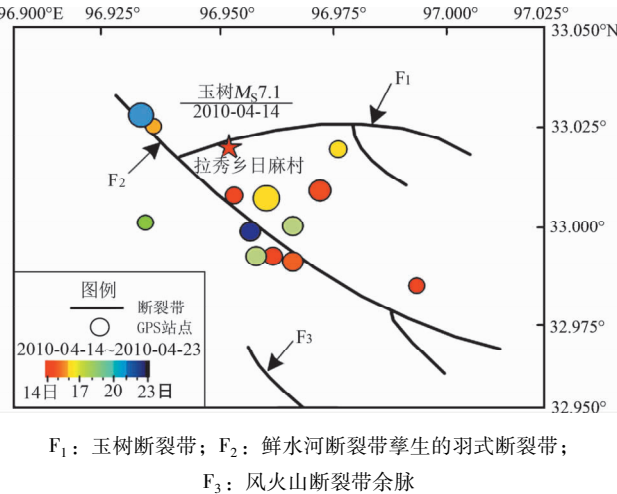 96.900°E 96.925° 96.950° 96.975° 97.000° 97.025°
33.050°N
玉树MS7.1
2010-04-14
F1
33.025°
拉秀乡日麻村
F2
33.000°
图例
断裂带
GPS站点
2010-04-14~2010-04-23
14日 17 20 23日
F3
32.975°
32.950°
F1：玉树断裂带；F2：鲜水河断裂带孳生的羽式断裂带；
F3：风火山断裂带余脉